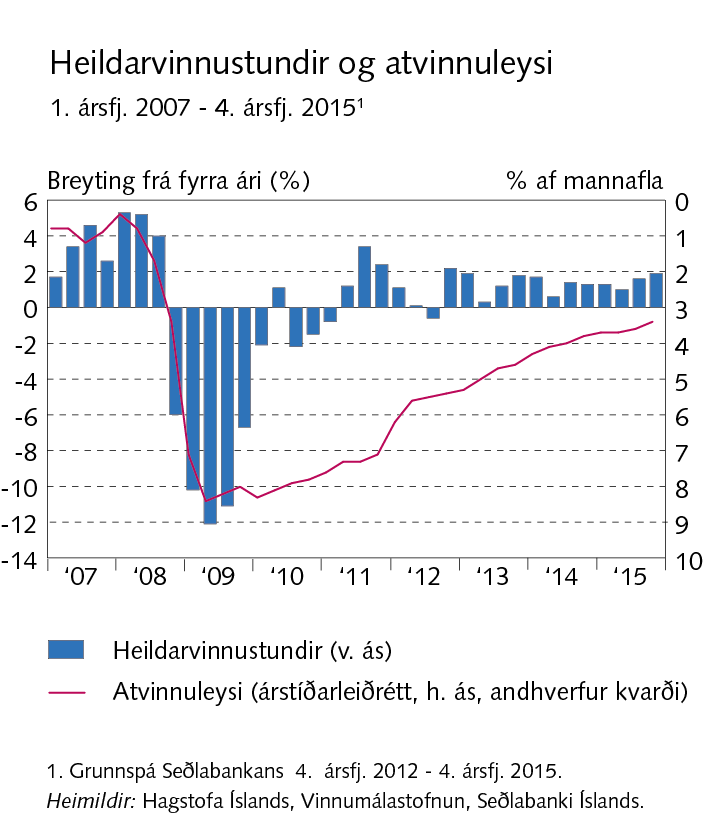 Heildarvinnustundir og atvinnuleysi
1. ársfj. 2007 - 4. ársfj. 2015¹
Breyting frá fyrra ári (%) % af mannafla
6 0
4 1
2 2
0 3
-2 4
-4 5
-6 6
-8 7
-10 8
-12 9
-14 10
‘07 ‘08 ‘09 ‘10 ‘11 ‘12 ‘13 ‘14 ‘15
Heildarvinnustundir (v. ás)
Atvinnuleysi (árstíðarleiðrétt, h. ás, andhverfur kvarði)
1. Grunnspá Seðlabankans 4. ársfj. 2012 - 4. ársfj. 2015.
Heimildir: Hagstofa Íslands, Vinnumálastofnun, Seðlabanki Íslands.